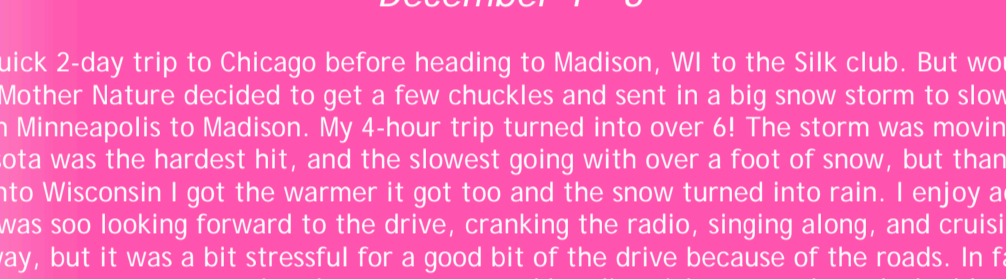 December 1 - 8
uick 2-day trip to Chicago before heading to Madison, WI to the Silk club. But wou
Mother Nature decided to get a few chuckles and sent in a big snow storm to slow
Minneapolis to Madison. My 4-hour trip turned into over 6! The storm was movin
sota was the hardest hit, and the slowest going with over a foot of snow, but than
nto Wisconsin I got the warmer it got too and the snow turned into rain. I enjoy a
was soo looking forward to the drive, cranking the radio, singing along, and cruisi
way, but it was a bit stressful for a good bit of the drive because of the roads. In f